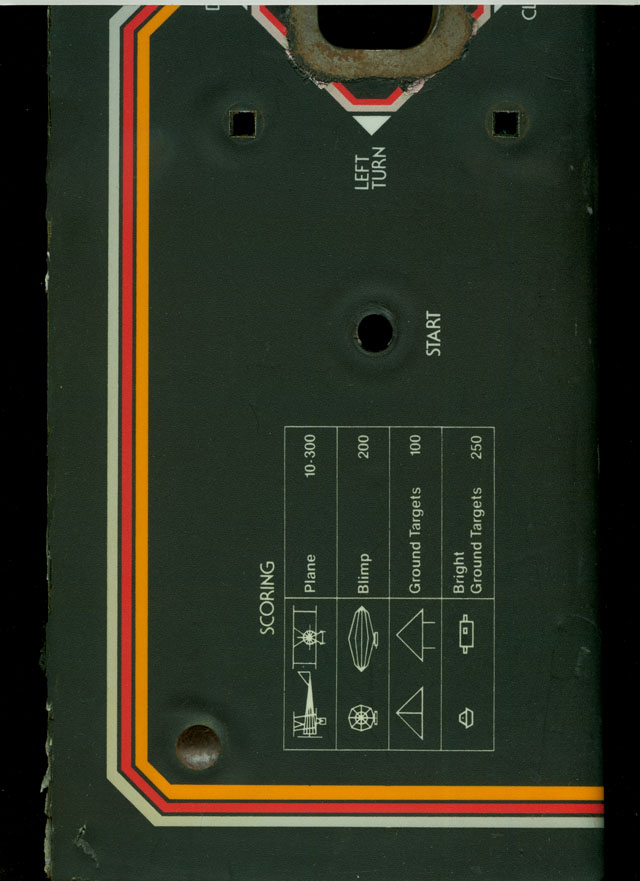 LEFT
TURN
START
SCORING
Plane 10-300
Blimp 200
Ground Targets 100
Bright
Ground Targets 250